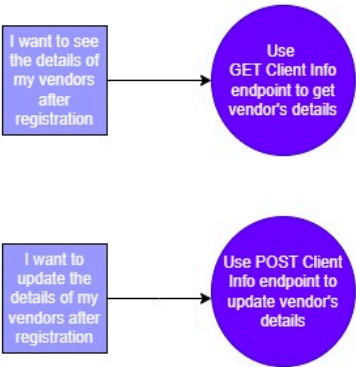 I want to see
the details of
my vendors
after
registration
Use
GET Client Info
endpoint to get
vendor's details
I want to
update the
details of my
vendors after
registration
Use POST Client
Info endpoint to
update vendor's
details